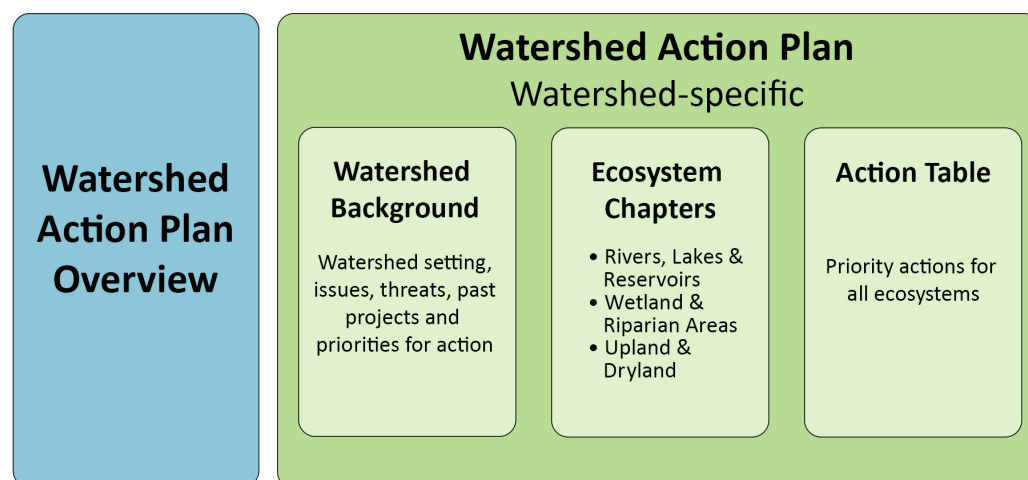 Watershed
Action Plan
Overview
Watershed Action Plan
Watershed-specific
Watershed
Background
Watershed setting,
issues, threats, past
projects and
priorities for action
Ecosystem
Chapters
• Rivers, Lakes &
Reservoirs
• Wetland &
Riparian Areas
• Upland &
Dryland
Action Table
Priority actions for
all ecosystems